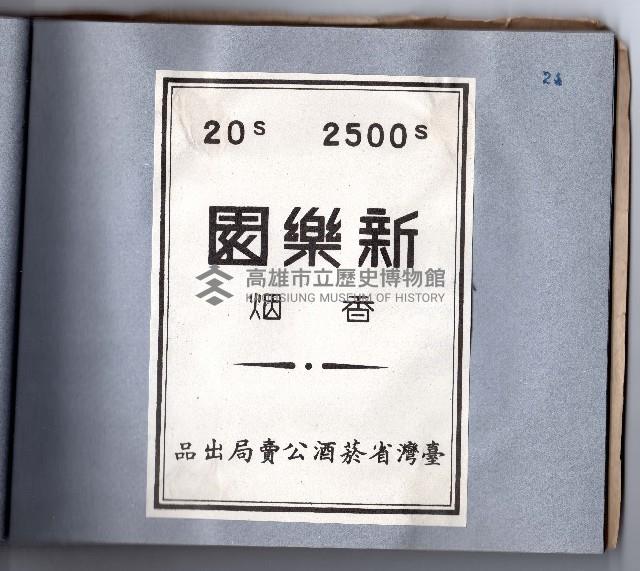 24
20S 2500S
新樂園
高雄市立歷史博物館
KAOHSIUNG MUSEUM OF HISTORY
香烟
臺灣省菸酒公賣局出品